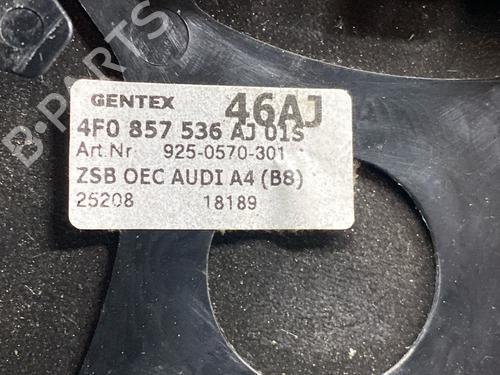 B-PARTS
GENTEX 46AJ
4F0 857 536 AJ 01S
Art.Nr 925-0570-301
ZSB OEC AUDI A4 (B8)
25208 18189